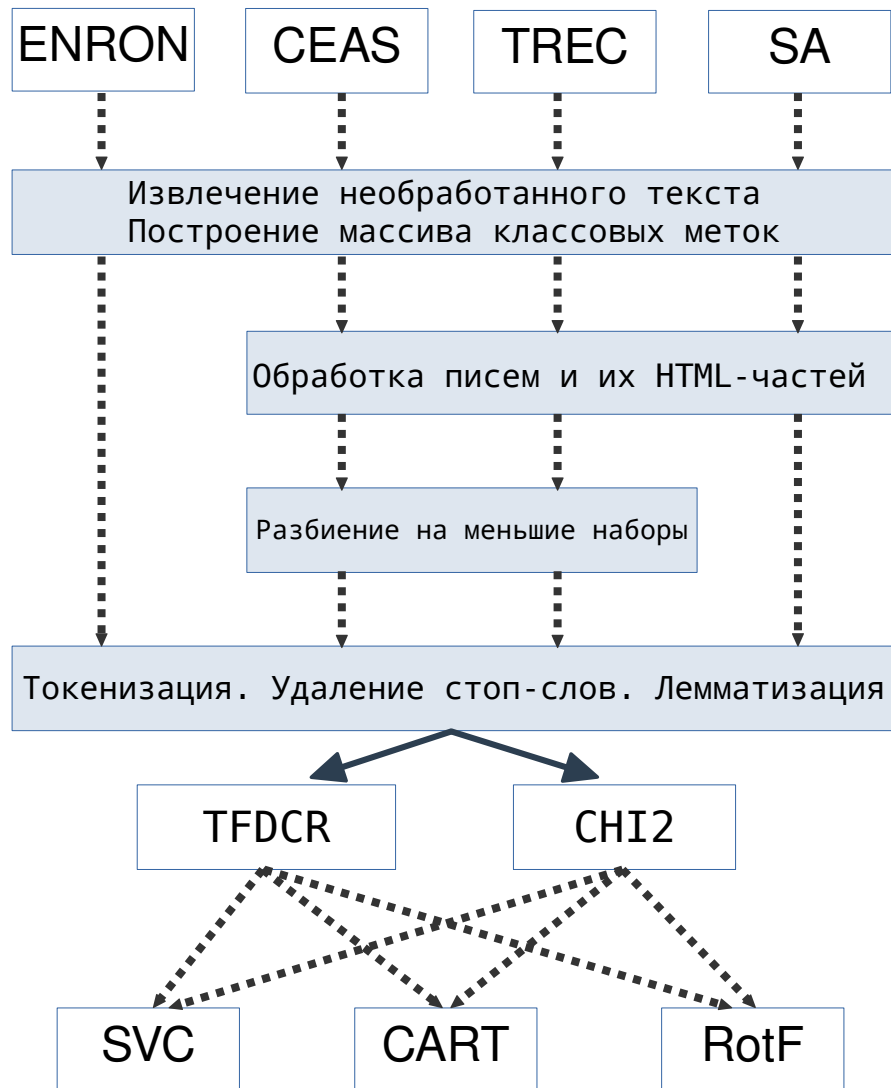 ENRON
CEAS
TREC
SA
Извлечение необработанного текста
Построение массива классовых меток
Обработка писем и их HTML-частей
Разбиение на меньшие наборы
Токенизация. Удаление стоп-слов. Лемматизация
TFDCR
CHI2
SVC
CART
RotF